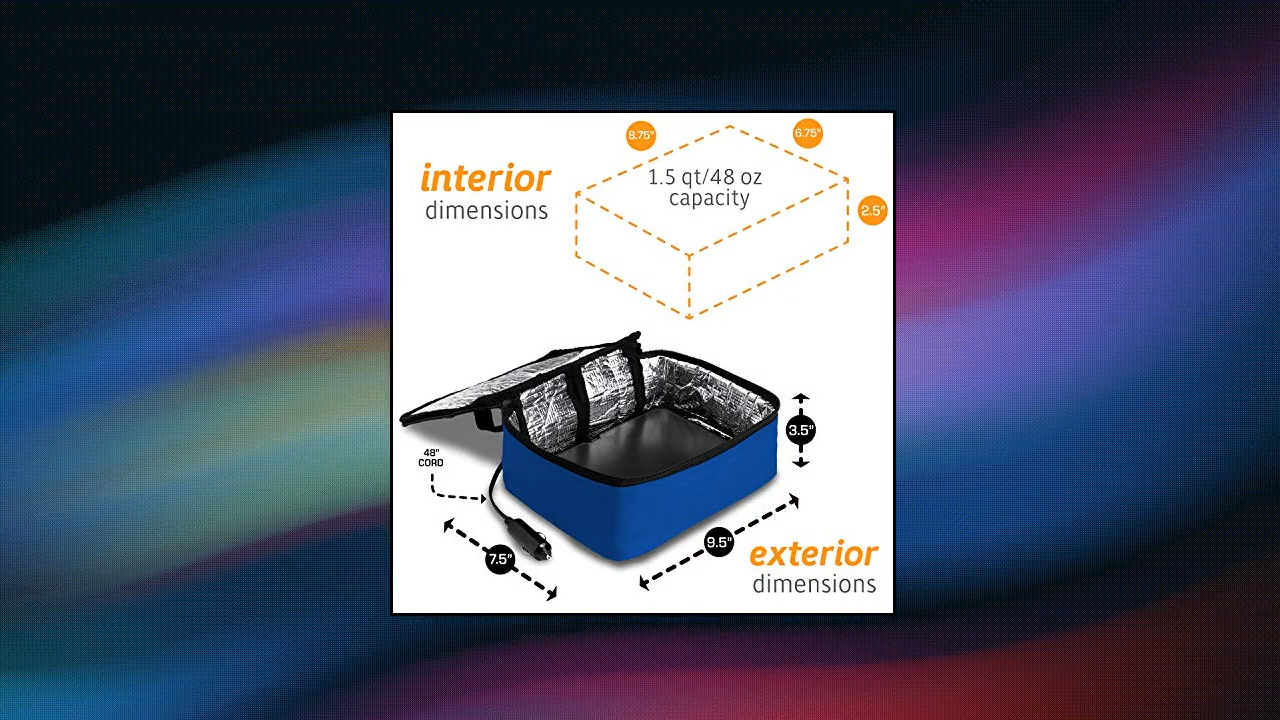 8.75"
6.75"
interior
dimensions
1.5 qt/48 oz
capacity
2.5"
3.5"
48"
CORD
7.5"
9.5"
exterior
dimensions